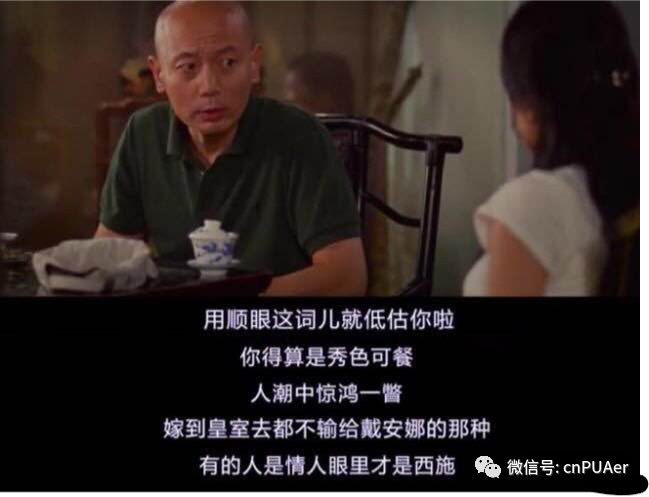 用顺眼这词儿就低估你啦
你得算是秀色可餐
人潮中惊鸿一瞥
嫁到皇室去都不输给戴安娜的那种
有的人是情人眼里才是西施
微信号: cnPUAer